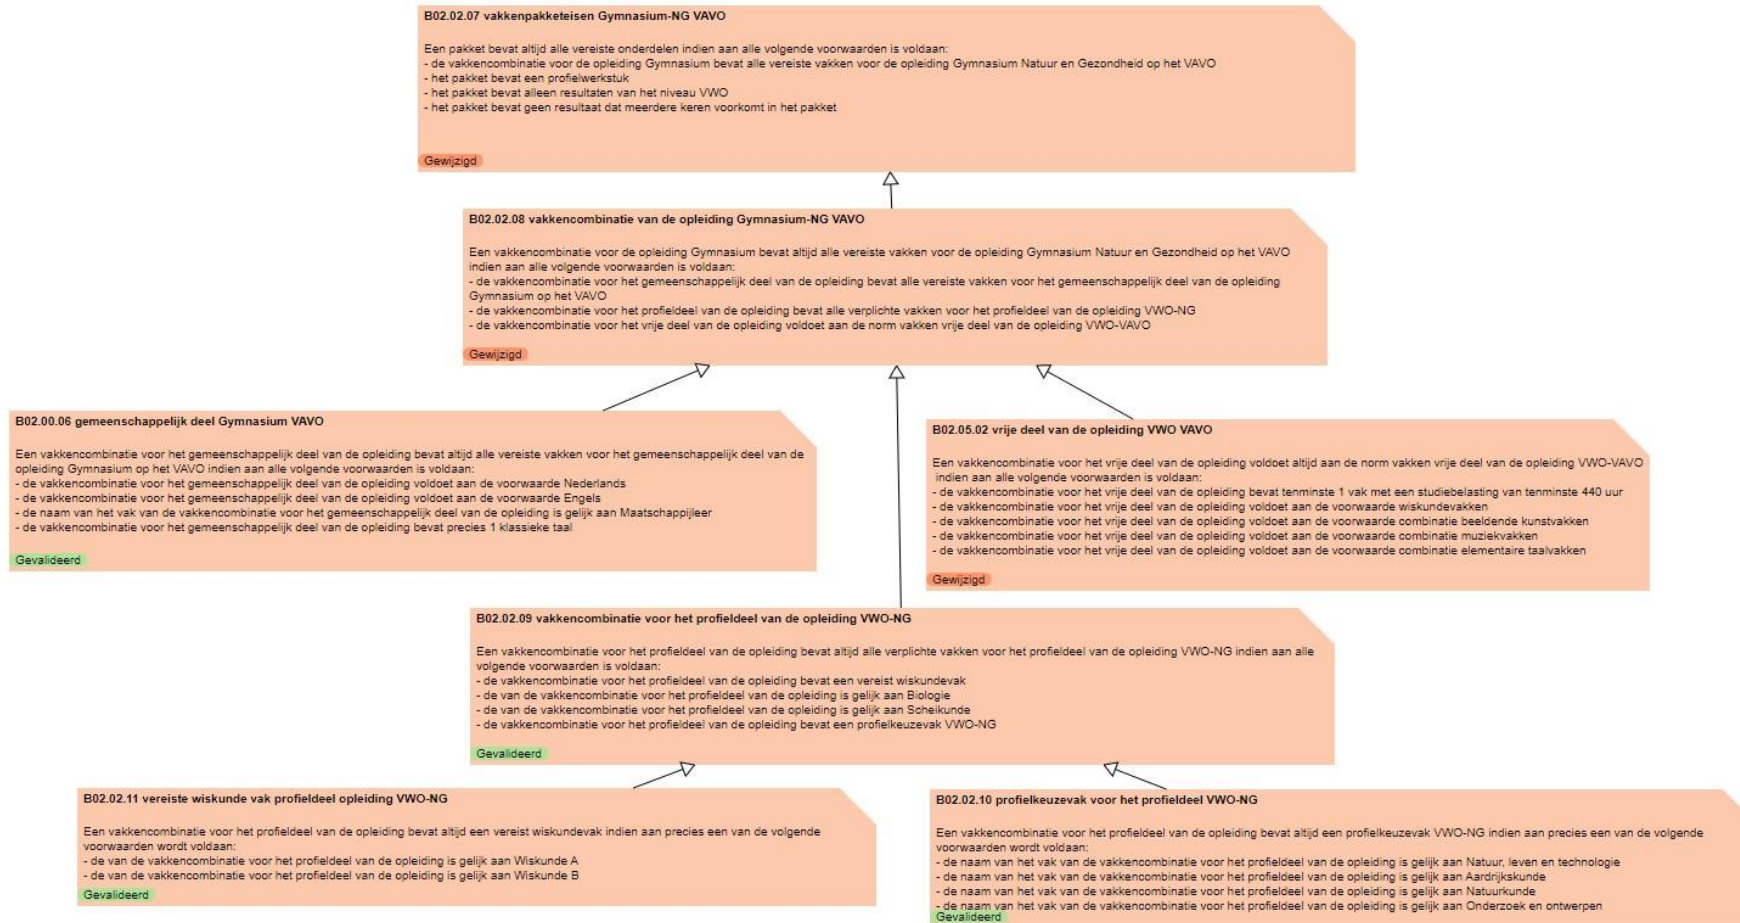 B02.02.07 vakkenpakketeisen Gymnasium-NG VAVO
Een pakket bevat altijd alle vereiste onderdelen indien aan alle volgende voorwaarden is voldaan:
- de vakkencombinatie voor de opleiding Gymnasium bevat alle vereiste vakken voor de opleiding Gymnasium Natuur en Gezondheid op het VAVO
- het pakket bevat een profielwerkstuk
- het pakket bevat alleen resultaten van het niveau VWO
- het pakket bevat geen resultaat dat meerdere keren voorkomt in het pakket
Gewijzigd
B02.02.08 vakkencombinatie van de opleiding Gymnasium-NG VAVO
Een vakkencombinatie voor de opleiding Gymnasium bevat altijd alle vereiste vakken voor de opleiding Gymnasium Natuur en Gezondheid op het VAVO
indien aan alle volgende voorwaarden is voldaan:
- de vakkencombinatie voor het gemeenschappelijk deel van de opleiding bevat alle vereiste vakken voor het gemeenschappelijk deel van de opleiding
Gymnasium op het VAVO
- de vakkencombinatie voor het profieldeel van de opleiding bevat alle verplichte vakken voor het profieldeel van de opleiding VWO-NG
- de vakkencombinatie voor het vrije deel van de opleiding voldoet aan de norm vakken vrije deel van de opleiding VWO-VAVO
Gewijzigd
B02.00.06 gemeenschappelijk deel Gymnasium VAVO
Een vakkencombinatie voor het gemeenschappelijk deel van de opleiding bevat altijd alle vereiste vakken voor het gemeenschappelijk deel van de
opleiding Gymnasium op het VAVO indien aan alle volgende voorwaarden is voldaan:
- de vakkencombinatie voor het gemeenschappelijk deel van de opleiding voldoet aan de voorwaarde Nederlands
- de vakkencombinatie voor het gemeenschappelijk deel van de opleiding voldoet aan de voorwaarde Engels
- de naam van het vak van de vakkencombinatie voor het gemeenschappelijk deel van de opleiding is gelijk aan Maatschappijleer
- de vakkencombinatie voor het gemeenschappelijk deel van de opleiding bevat precies 1 klassieke taal
Gevalideerd
B02.05.02 vrije deel van de opleiding VWO VAVO
Een vakkencombinatie voor het vrije deel van de opleiding voldoet altijd aan de norm vakken vrije deel van de opleiding VWO-VAVO
indien aan alle volgende voorwaarden is voldaan:
- de vakkencombinatie voor het vrije deel van de opleiding bevat tenminste 1 vak met een studiebelasting van tenminste 440 uur
- de vakkencombinatie voor het vrije deel van de opleiding voldoet aan de voorwaarde wiskundevakken
- de vakkencombinatie voor het vrije deel van de opleiding voldoet aan de voorwaarde combinatie beeldende kunstvakken
- de vakkencombinatie voor het vrije deel van de opleiding voldoet aan de voorwaarde combinatie muziekvakken
- de vakkencombinatie voor het vrije deel van de opleiding voldoet aan de voorwaarde combinatie elementaire taalvakken
Gewijzigd
B02.02.09 vakkencombinatie voor het profieldeel van de opleiding VWO-NG
Een vakkencombinatie voor het profieldeel van de opleiding bevat altijd alle verplichte vakken voor het profieldeel van de opleiding VWO-NG indien aan alle
volgende voorwaarden is voldaan:
- de vakkencombinatie voor het profieldeel van de opleiding bevat een vereist wiskundevak
- de van de vakkencombinatie voor het profieldeel van de opleiding is gelijk aan Biologie
- de van de vakkencombinatie voor het profieldeel van de opleiding is gelijk aan Scheikunde
- de vakkencombinatie voor het profieldeel van de opleiding bevat een profielkeuzevak VWO-NG
Gevalideerd
B02.02.11 vereiste wiskunde vak profieldeel opleiding VWO-NG
Een vakkencombinatie voor het profieldeel van de opleiding bevat altijd een vereist wiskundevak indien aan precies een van de volgende
voorwaarden wordt voldaan:
- de van de vakkencombinatie voor het profieldeel van de opleiding is gelijk aan Wiskunde A
- de van de vakkencombinatie voor het profieldeel van de opleiding is gelijk aan Wiskunde B
Gevalideerd
B02.02.10 profielkeuzevak voor het profieldeel VWO-NG
Een vakkencombinatie voor het profieldeel van de opleiding bevat altijd een profielkeuzevak VWO-NG indien aan precies een van de volgende
voorwaarden wordt voldaan:
- de naam van het vak van de vakkencombinatie voor het profieldeel van de opleiding is gelijk aan Natuur, leven en technologie
- de naam van het vak van de vakkencombinatie voor het profieldeel van de opleiding is gelijk aan Aardrijkskunde
- de naam van het vak van de vakkencombinatie voor het profieldeel van de opleiding is gelijk aan Natuurkunde
- de naam van het vak van de vakkencombinatie voor het profieldeel van de opleiding is gelijk aan Onderzoek en ontwerpen
Gevalideerd